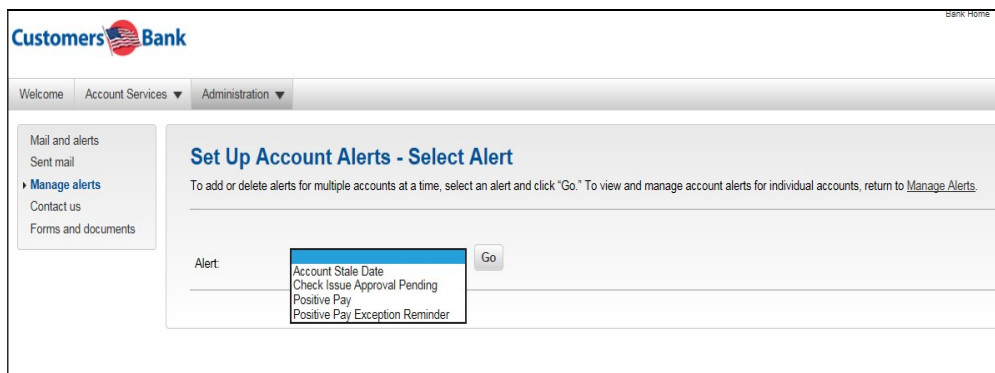 Bank Home
Customers Bank
Welcome Account Services Administration
Mail and alerts
Sent mail
Manage alerts
Contact us
Forms and documents
Set Up Account Alerts - Select Alert
To add or delete alerts for multiple accounts at a time, select an alert and click “Go.” To view and manage account alerts for individual accounts, return to Manage Alerts.
Alert: Go
Account Stale Date
Check Issue Approval Pending
Positive Pay
Positive Pay Exception Reminder